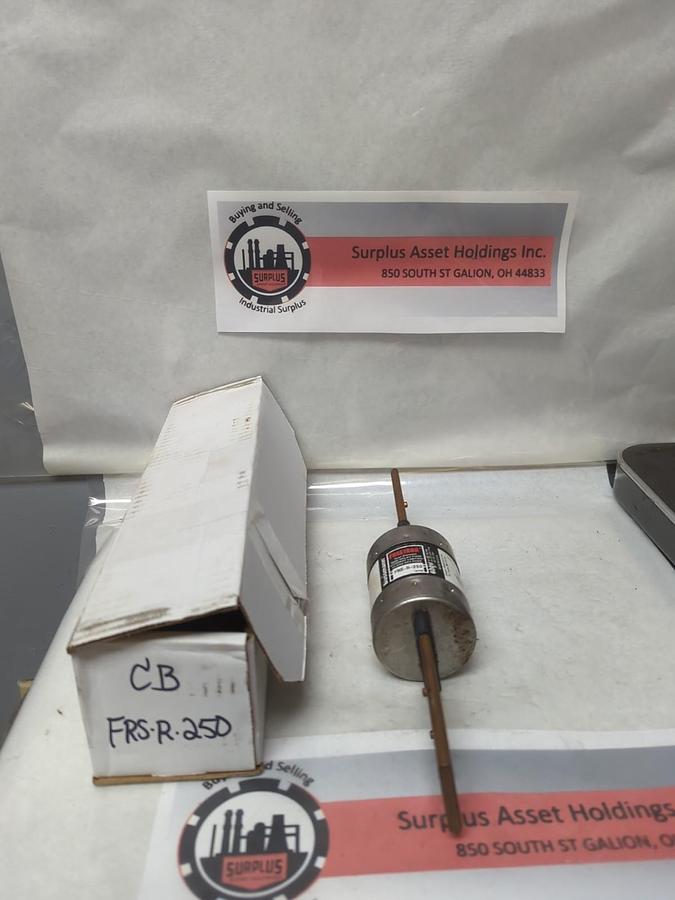 Buying and Selling
SURPLUS
Industrial Surplus
Surplus Asset Holdings Inc.
850 SOUTH ST GALION, OH 44833
FUSETRON
FRS-R-250
CB
FRS-R-250
and Selling
SURPLUS
Surplus Asset Holdings
850 SOUTH ST GALION,